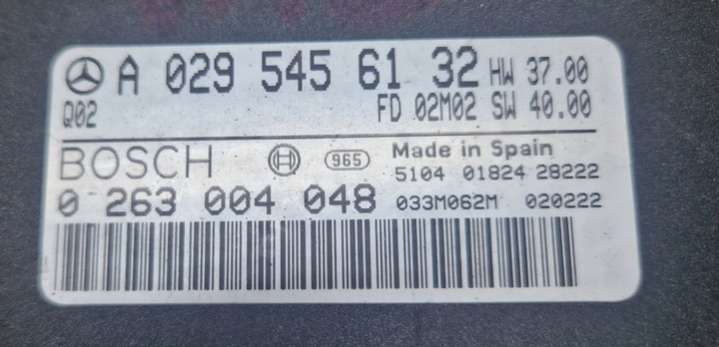 A 029 545 61 32 HW 37.00
Q02 FD 02M02 SW 40.00
BOSCH 965 Made in Spain
5104 01824 28222
0 263 004 048 033M062M 020222